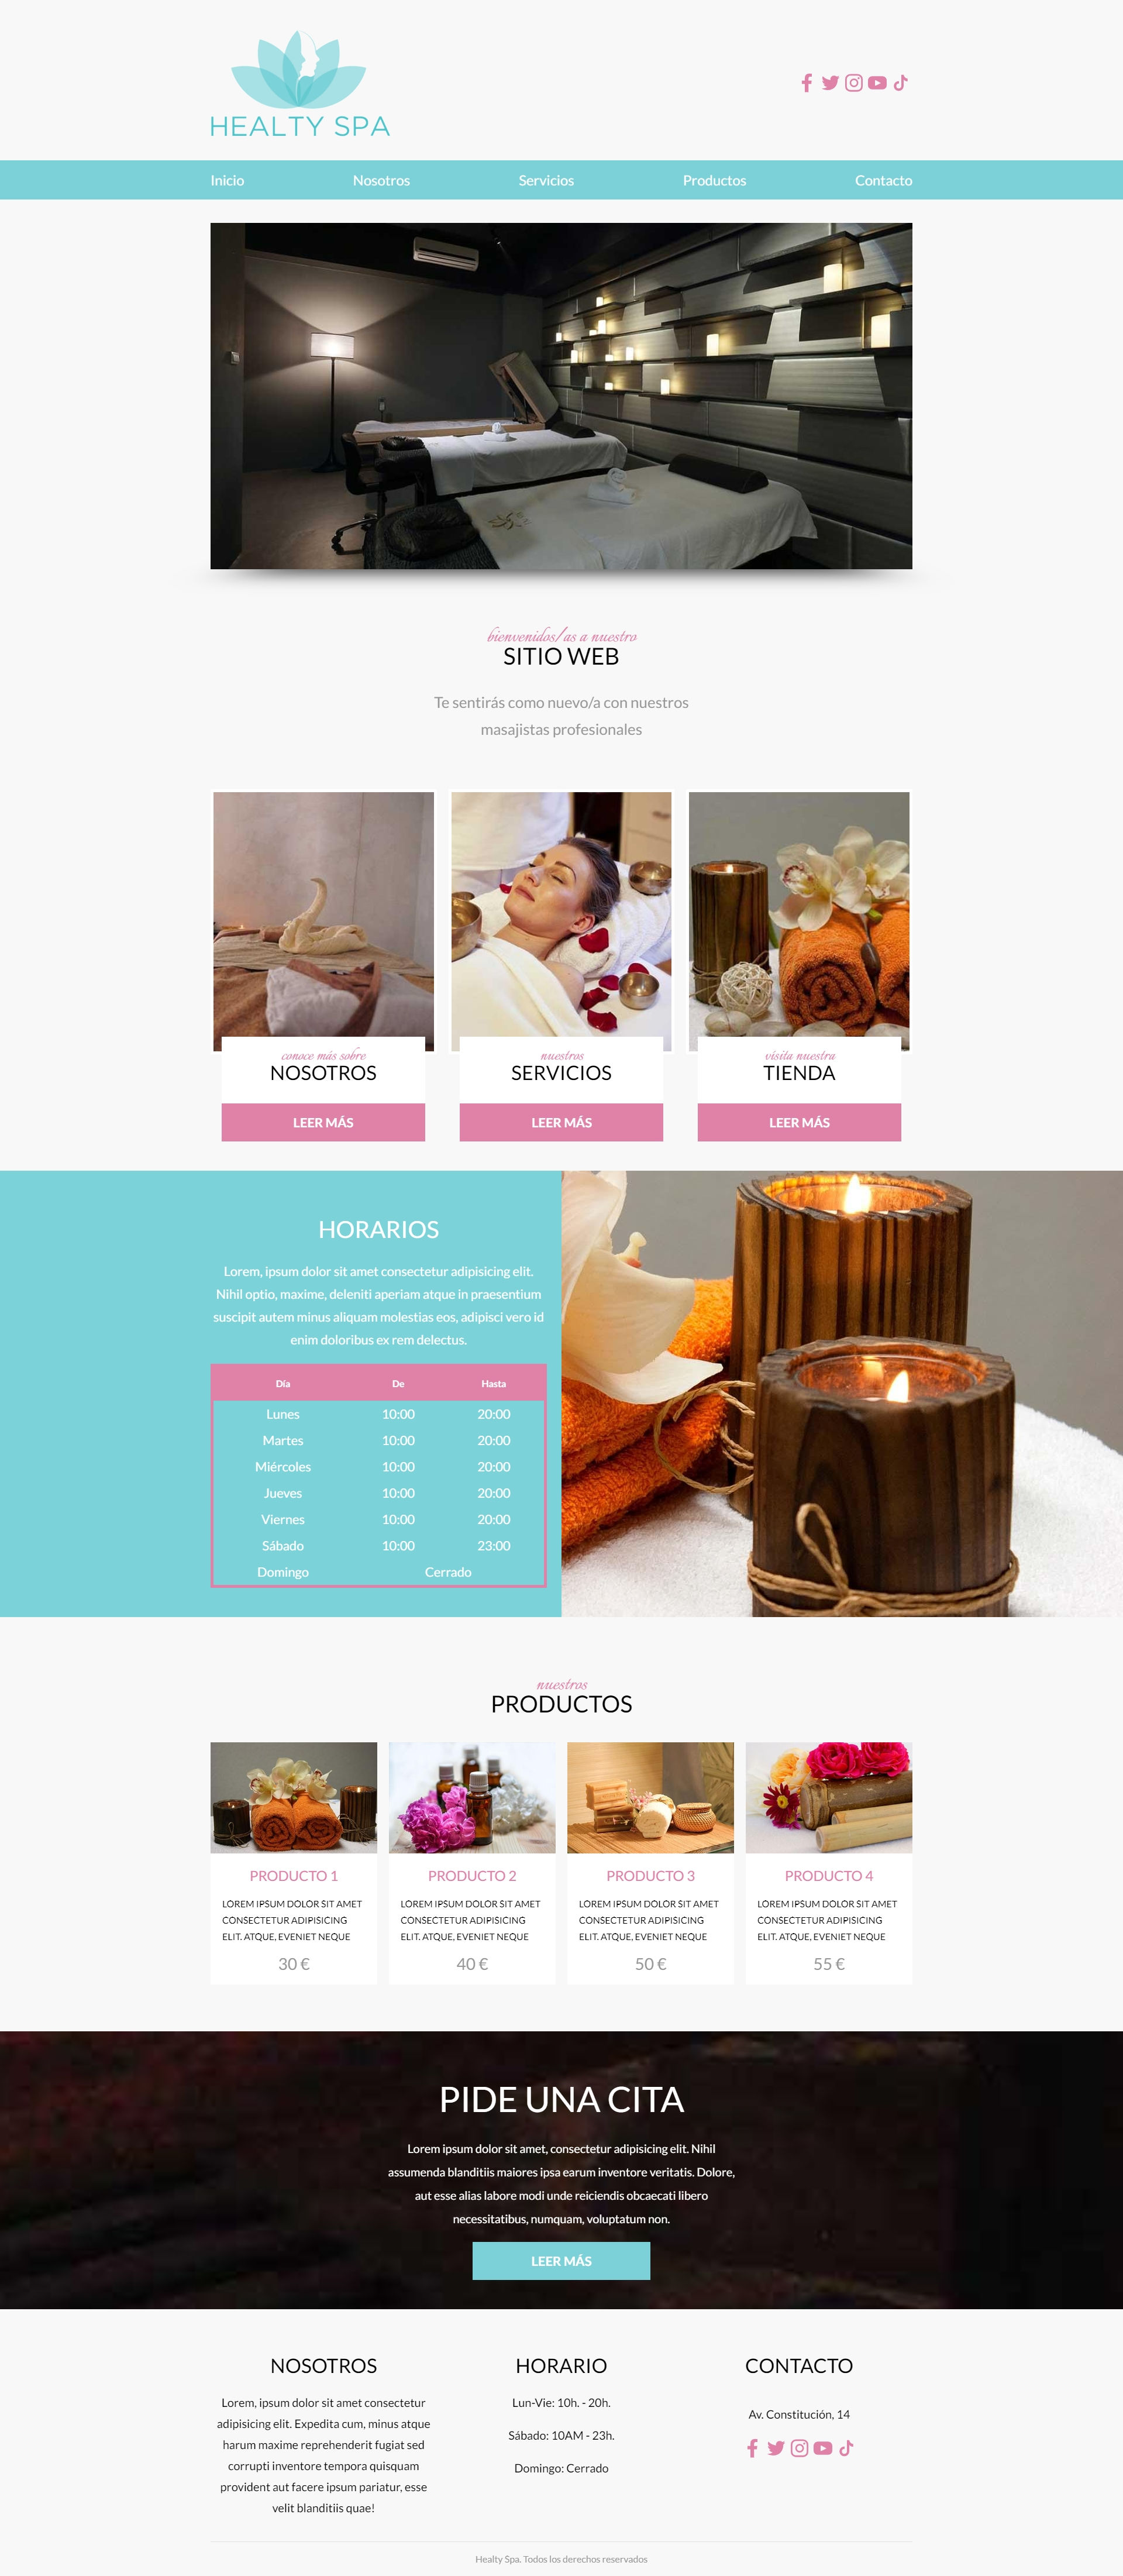 HEALTY SPA
Inicio Nosotros Servicios Productos Contacto
bienvenidos/as a nuestro
SITIO WEB
Te sentirás como nuevo/a con nuestros
masajistas profesionales
conoce más sobre
NOSOTROS
LEER MÁS
nuestros
SERVICIOS
LEER MÁS
visita nuestra
TIENDA
LEER MÁS
HORARIOS
Lorem, ipsum dolor sit amet consectetur adipisicing elit.
Nihil optio, maxime, deleniti aperiam atque in praesentium
suscipit autem minus aliquam molestias eos, adipisci vero id
enim doloribus ex rem delectus.
Día De Hasta
Lunes 10:00 20:00
Martes 10:00 20:00
Miércoles 10:00 20:00
Jueves 10:00 20:00
Viernes 10:00 20:00
Sábado 10:00 23:00
Domingo Cerrado
nuestros
PRODUCTOS
PRODUCTO 1
LOREM IPSUM DOLOR SIT AMET
CONSECTETUR ADIPISICING
ELIT. ATQUE, EVENIET NEQUE
30 €
PRODUCTO 2
LOREM IPSUM DOLOR SIT AMET
CONSECTETUR ADIPISICING
ELIT. ATQUE, EVENIET NEQUE
40 €
PRODUCTO 3
LOREM IPSUM DOLOR SIT AMET
CONSECTETUR ADIPISICING
ELIT. ATQUE, EVENIET NEQUE
50 €
PRODUCTO 4
LOREM IPSUM DOLOR SIT AMET
CONSECTETUR ADIPISICING
ELIT. ATQUE, EVENIET NEQUE
55 €
PIDE UNA CITA
Lorem ipsum dolor sit amet, consectetur adipisicing elit. Nihil
assumenda blanditiis maiores ipsa earum inventore veritatis. Dolore,
aut esse alias labore modi unde reiciendis obcaecati libero
necessitatibus, numquam, voluptatum non.
LEER MÁS
NOSOTROS
Lorem, ipsum dolor sit amet consectetur
adipisicing elit. Expedita cum, minus atque
harum maxime reprehenderit fugiat sed
corrupti inventore tempora quisquam
provident aut facere ipsum pariatur, esse
velit blanditiis quae!
HORARIO
Lun-Vie: 10h. - 20h.
Sábado: 10AM - 23h.
Domingo: Cerrado
CONTACTO
Av. Constitución, 14
Healty Spa. Todos los derechos reservados